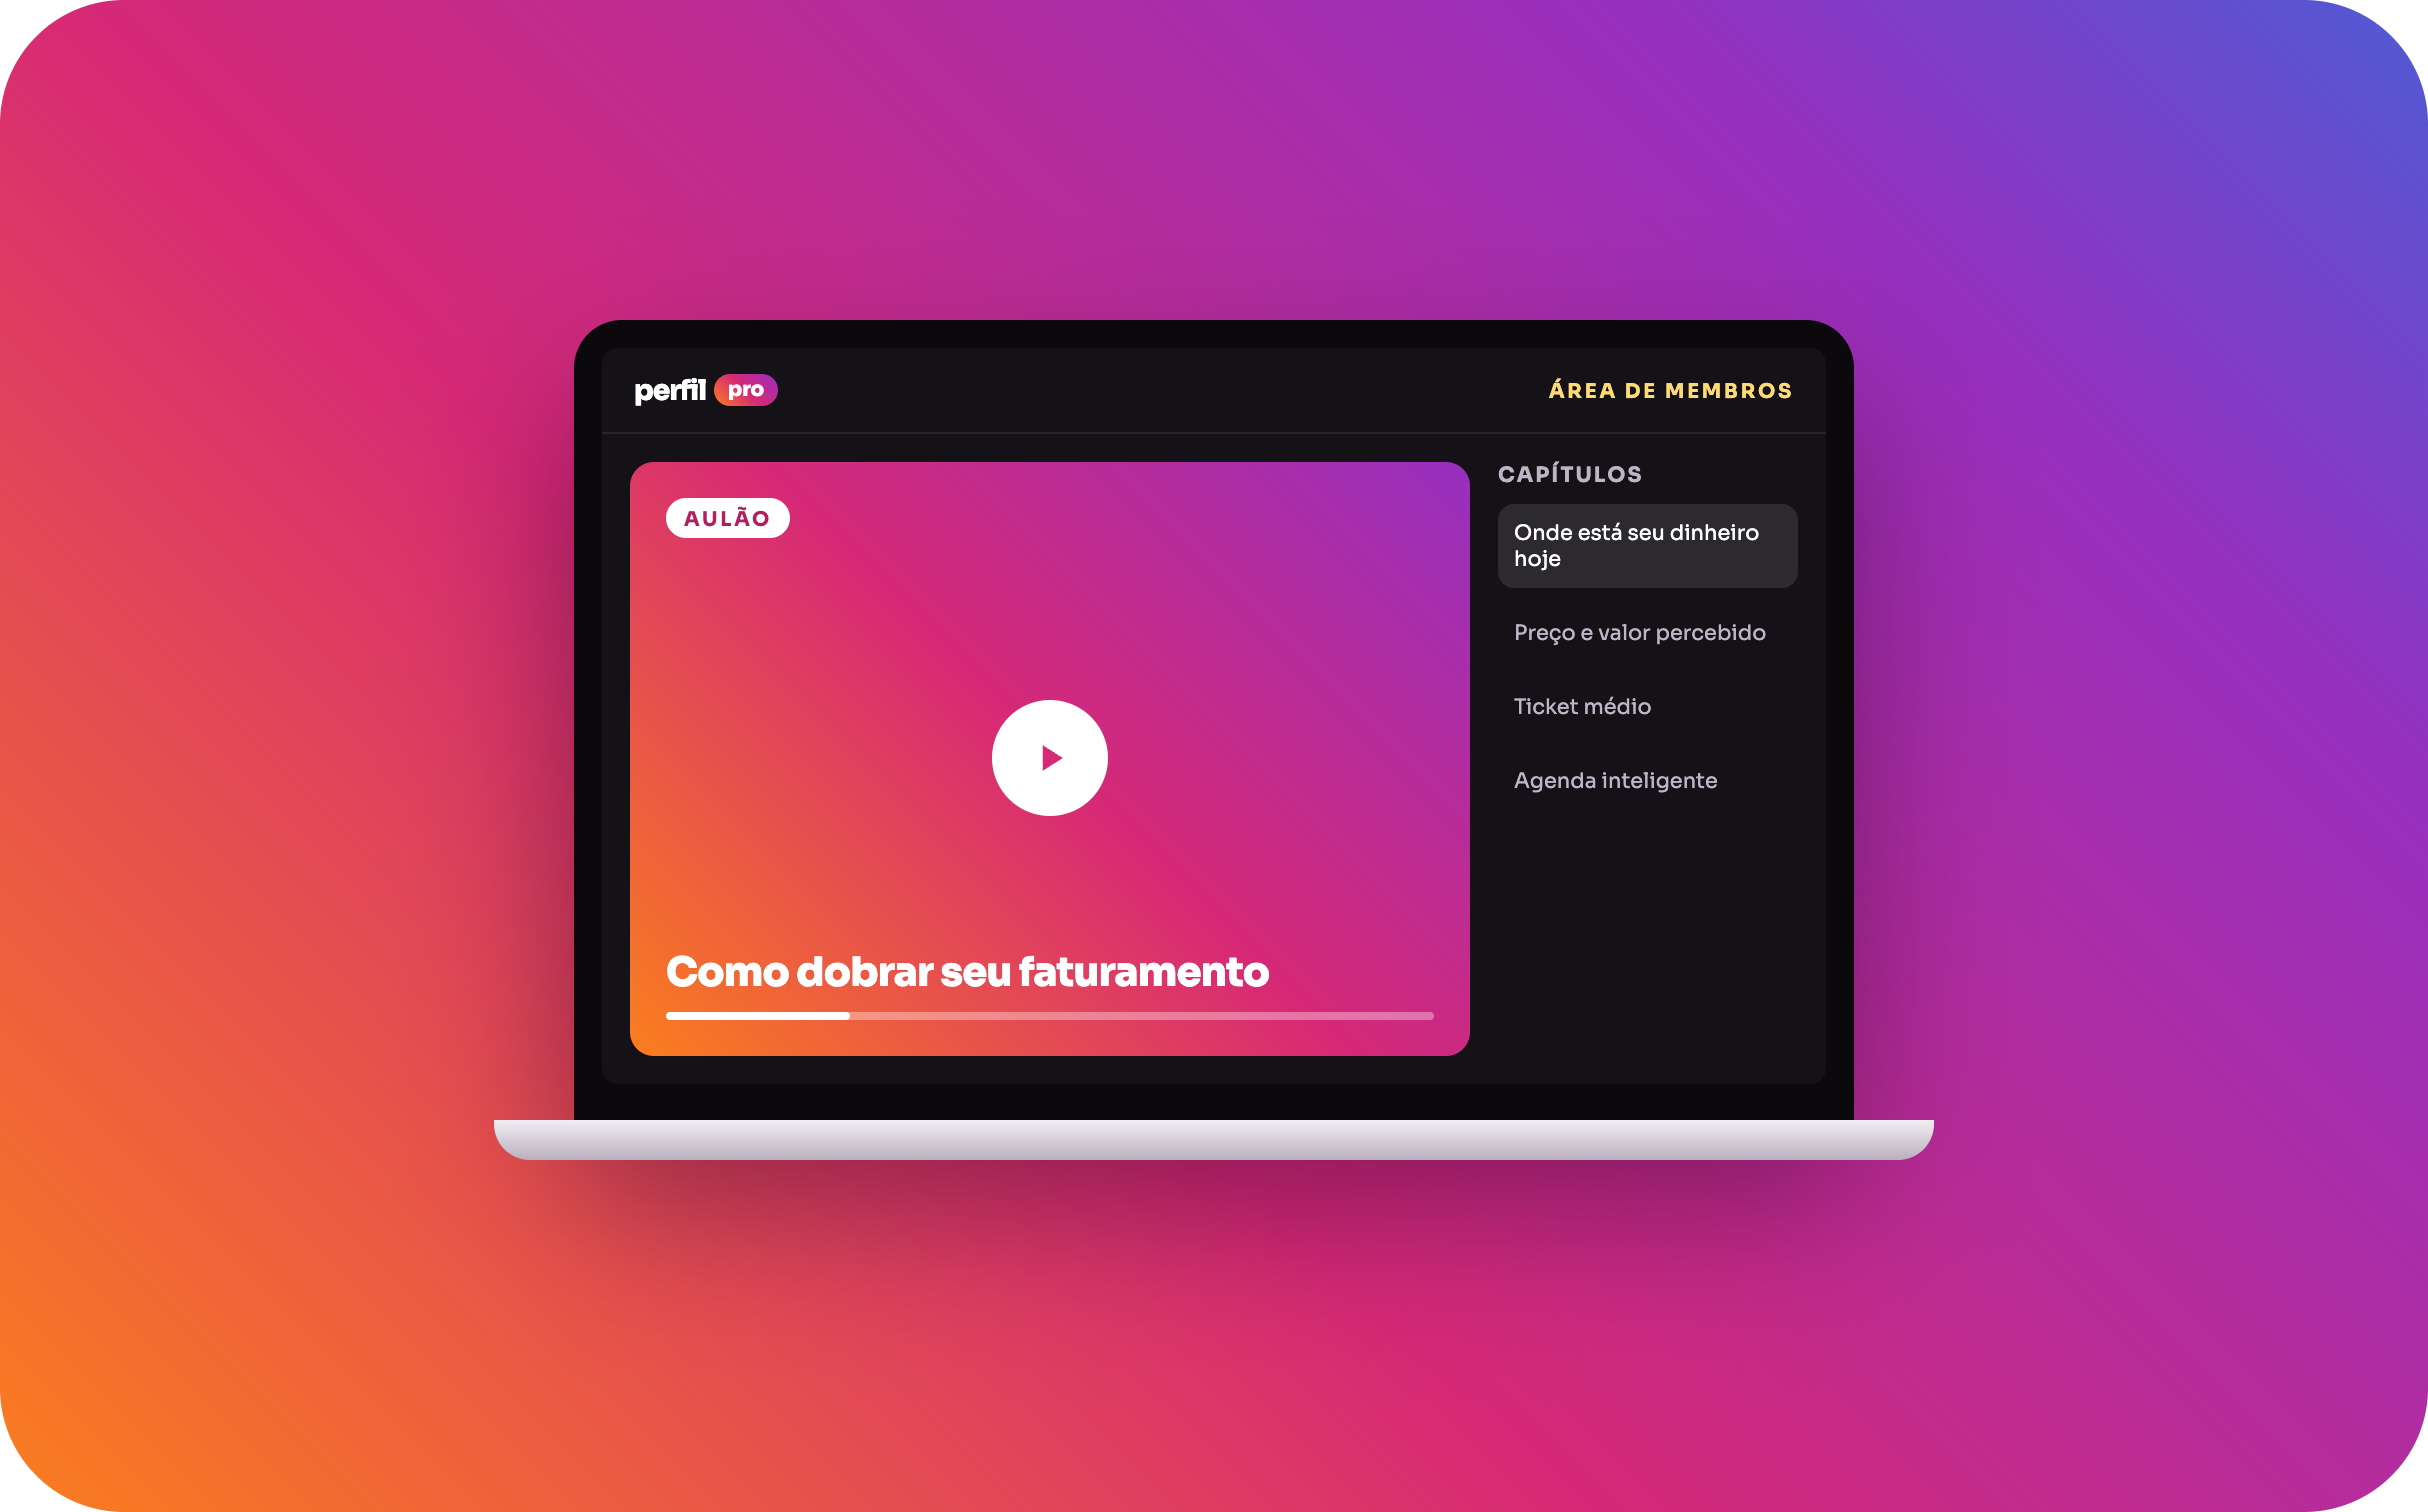 perfil pro
ÁREA DE MEMBROS
AULÃO
Como dobrar seu faturamento
CAPÍTULOS
Onde está seu dinheiro
hoje
Preço e valor percebido
Ticket médio
Agenda inteligente